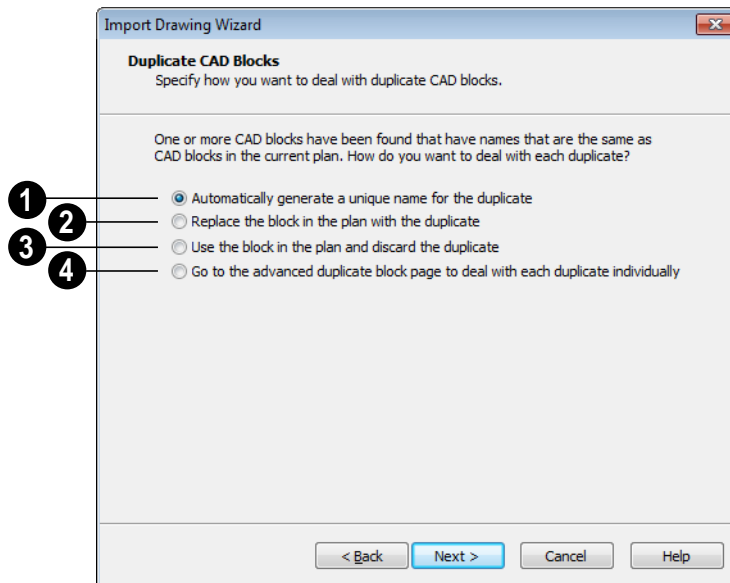 Import Drawing Wizard
Duplicate CAD Blocks
Specify how you want to deal with duplicate CAD blocks.
One or more CAD blocks have been found that have names that are the same as
CAD blocks in the current plan. How do you want to deal with each duplicate?
1 Automatically generate a unique name for the duplicate
2 Replace the block in the plan with the duplicate
3 Use the block in the plan and discard the duplicate
4 Go to the advanced duplicate block page to deal with each duplicate individually
< Back Next > Cancel Help